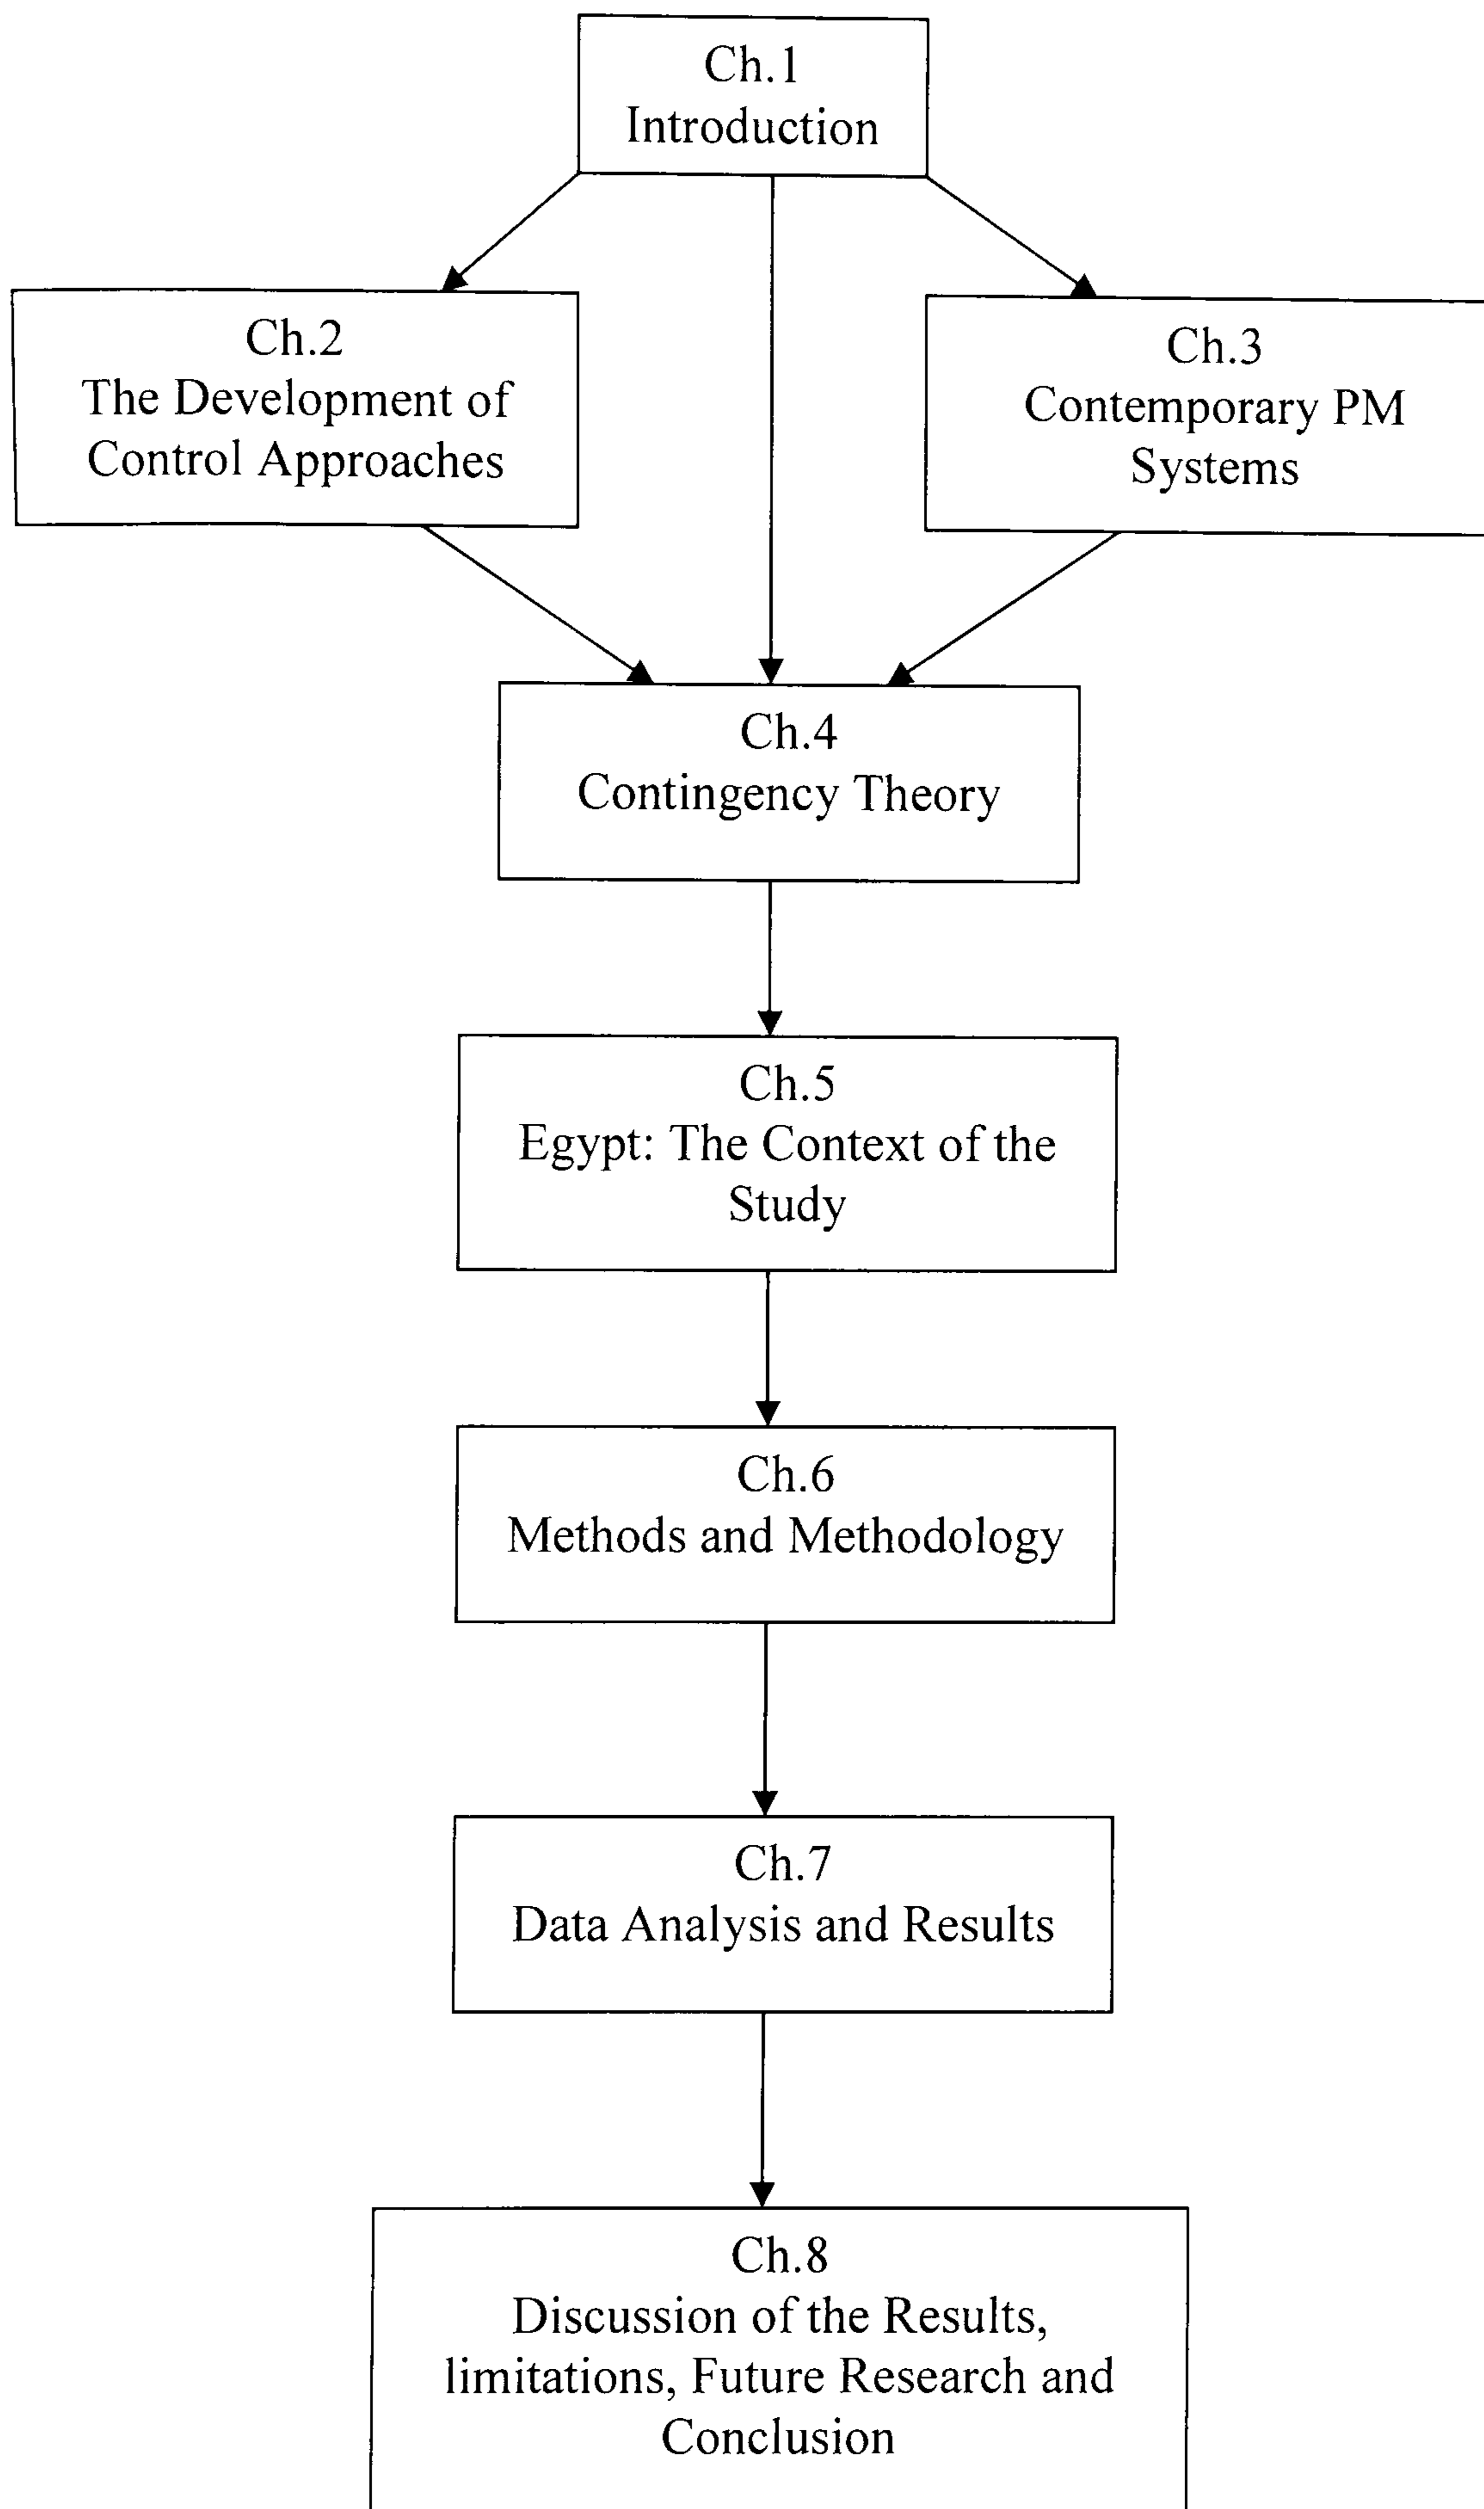 Ch.1
Introduction
Ch.2
The Development of
Control Approaches
Ch.3
Contemporary PM
Systems
Ch.4
Contingency Theory
Ch.5
Egypt: The Context of the
Study
Ch.6
Methods and Methodology
Ch.7
Data Analysis and Results
Ch.8
Discussion of the Results,
limitations, Future Research and
Conclusion